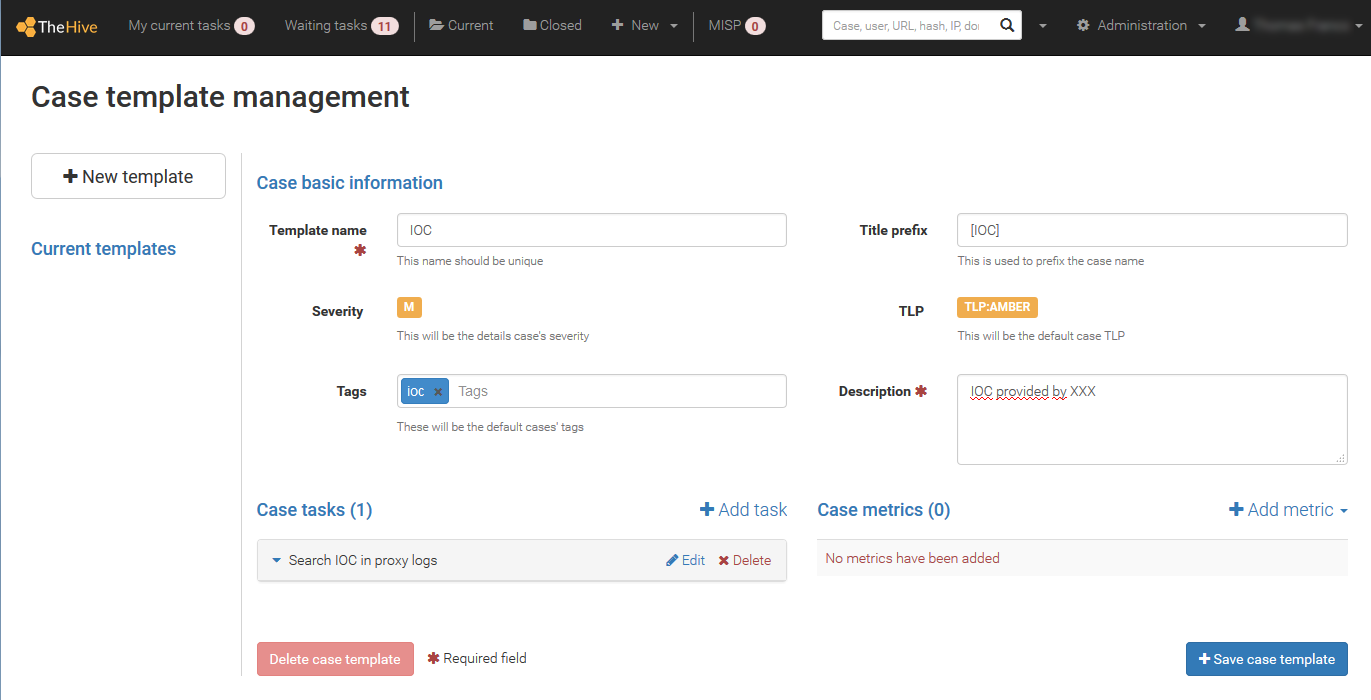 TheHive My current tasks 0 Waiting tasks 11 Current Closed + New MISP 0 Case, user, URL, hash, IP, doi Administration
Case template management
+ New template
Current templates
Case basic information
Template name * IOC
This name should be unique
Title prefix [IOC]
This is used to prefix the case name
Severity M
This will be the details case's severity
TLP TLP:AMBER
This will be the default case TLP
Tags ioc × Tags
These will be the default cases' tags
Description * IOC provided by XXX
Case tasks (1) + Add task
Search IOC in proxy logs Edit Delete
Case metrics (0) + Add metric
No metrics have been added
Delete case template * Required field
+ Save case template